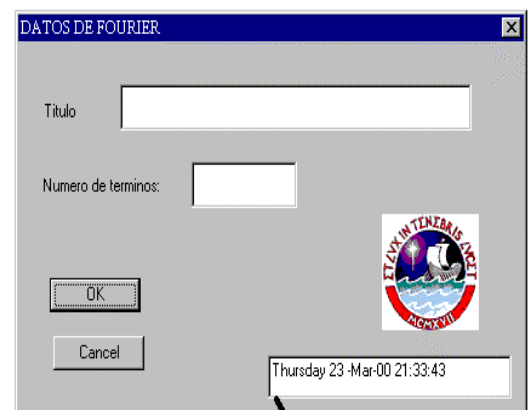 DATOS DE FOURIER
Titulo
Numero de terminos:
ET LVX IN TENEBRIS LVCET
MCMXVII
OK
Cancel
Thursday 23 -Mar-00 21:33:43